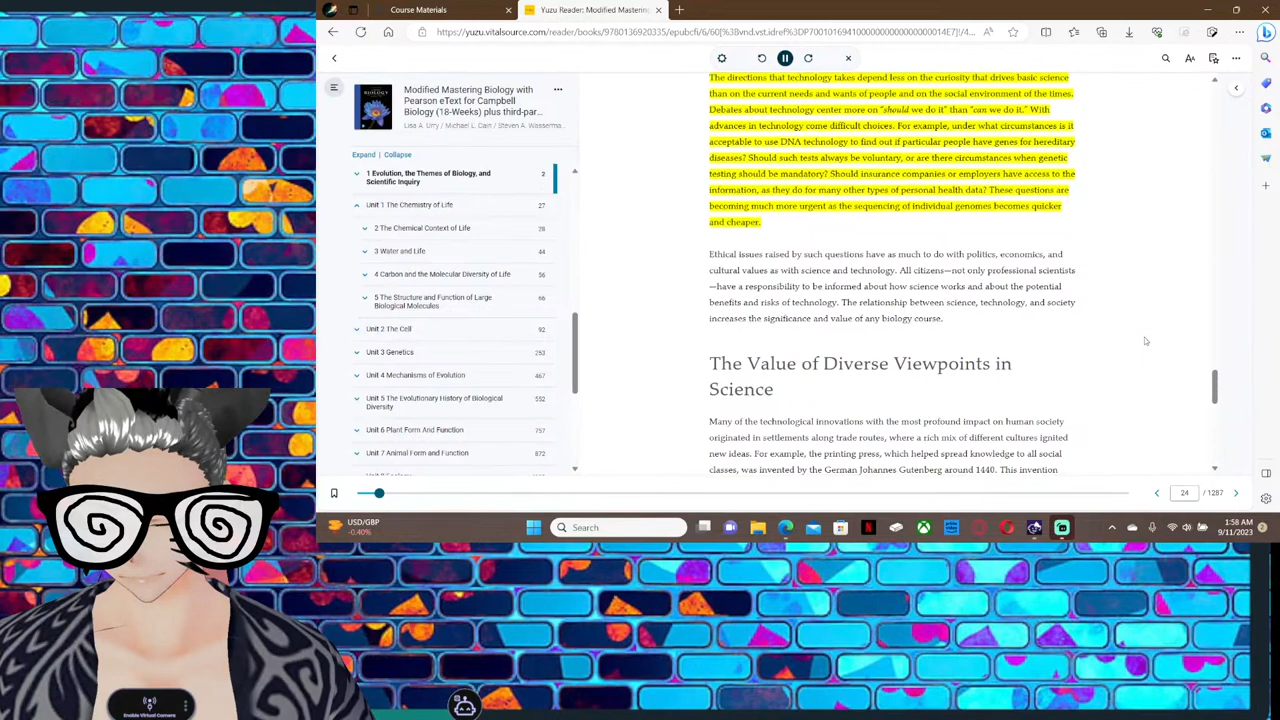 Course Materials
Yuzu Reader: Modified Mastering
https://yuzu.vitalsource.com/reader/books/9780136920335/epubcfi/6/60[%3Bvnd.vst.idref%3DP7001016941000000000000000014E7]!/4...
Modified Mastering Biology with
Pearson eText for Campbell
Biology (18-Weeks) plus third-par...
Lisa A. Urry / Michael L. Cain / Steven A. Wasserma...
Expand | Collapse
1 Evolution, the Themes of Biology, and 2
Scientific Inquiry
Unit 1 The Chemistry of Life 27
2 The Chemical Context of Life 28
3 Water and Life 44
4 Carbon and the Molecular Diversity of Life 56
5 The Structure and Function of Large 66
Biological Molecules
Unit 2 The Cell 92
Unit 3 Genetics 253
Unit 4 Mechanisms of Evolution 467
Unit 5 The Evolutionary History of Biological 552
Diversity
Unit 6 Plant Form And Function 757
Unit 7 Animal Form and Function 872
The directions that technology takes depend less on the curiosity that drives basic science
than on the current needs and wants of people and on the social environment of the times.
Debates about technology center more on “should we do it” than “can we do it.” With
advances in technology come difficult choices. For example, under what circumstances is it
acceptable to use DNA technology to find out if particular people have genes for hereditary
diseases? Should such tests always be voluntary, or are there circumstances when genetic
testing should be mandatory? Should insurance companies or employers have access to the
information, as they do for many other types of personal health data? These questions are
becoming much more urgent as the sequencing of individual genomes becomes quicker
and cheaper.
Ethical issues raised by such questions have as much to do with politics, economics, and
cultural values as with science and technology. All citizens—not only professional scientists
—have a responsibility to be informed about how science works and about the potential
benefits and risks of technology. The relationship between science, technology, and society
increases the significance and value of any biology course.
The Value of Diverse Viewpoints in
Science
Many of the technological innovations with the most profound impact on human society
originated in settlements along trade routes, where a rich mix of different cultures ignited
new ideas. For example, the printing press, which helped spread knowledge to all social
classes, was invented by the German Johannes Gutenberg around 1440. This invention
24 / 1287
USD/GBP
-0.40%
Search
1:58 AM
9/11/2023
Enable Virtual Camera